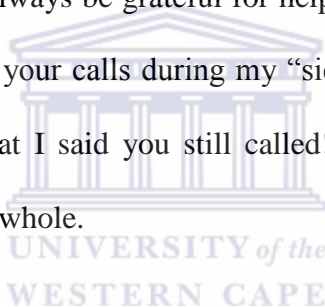 lways be grateful for help
your calls during my “sic
at I said you still called!
whole.
UNIVERSITY of the
WESTERN CAPE